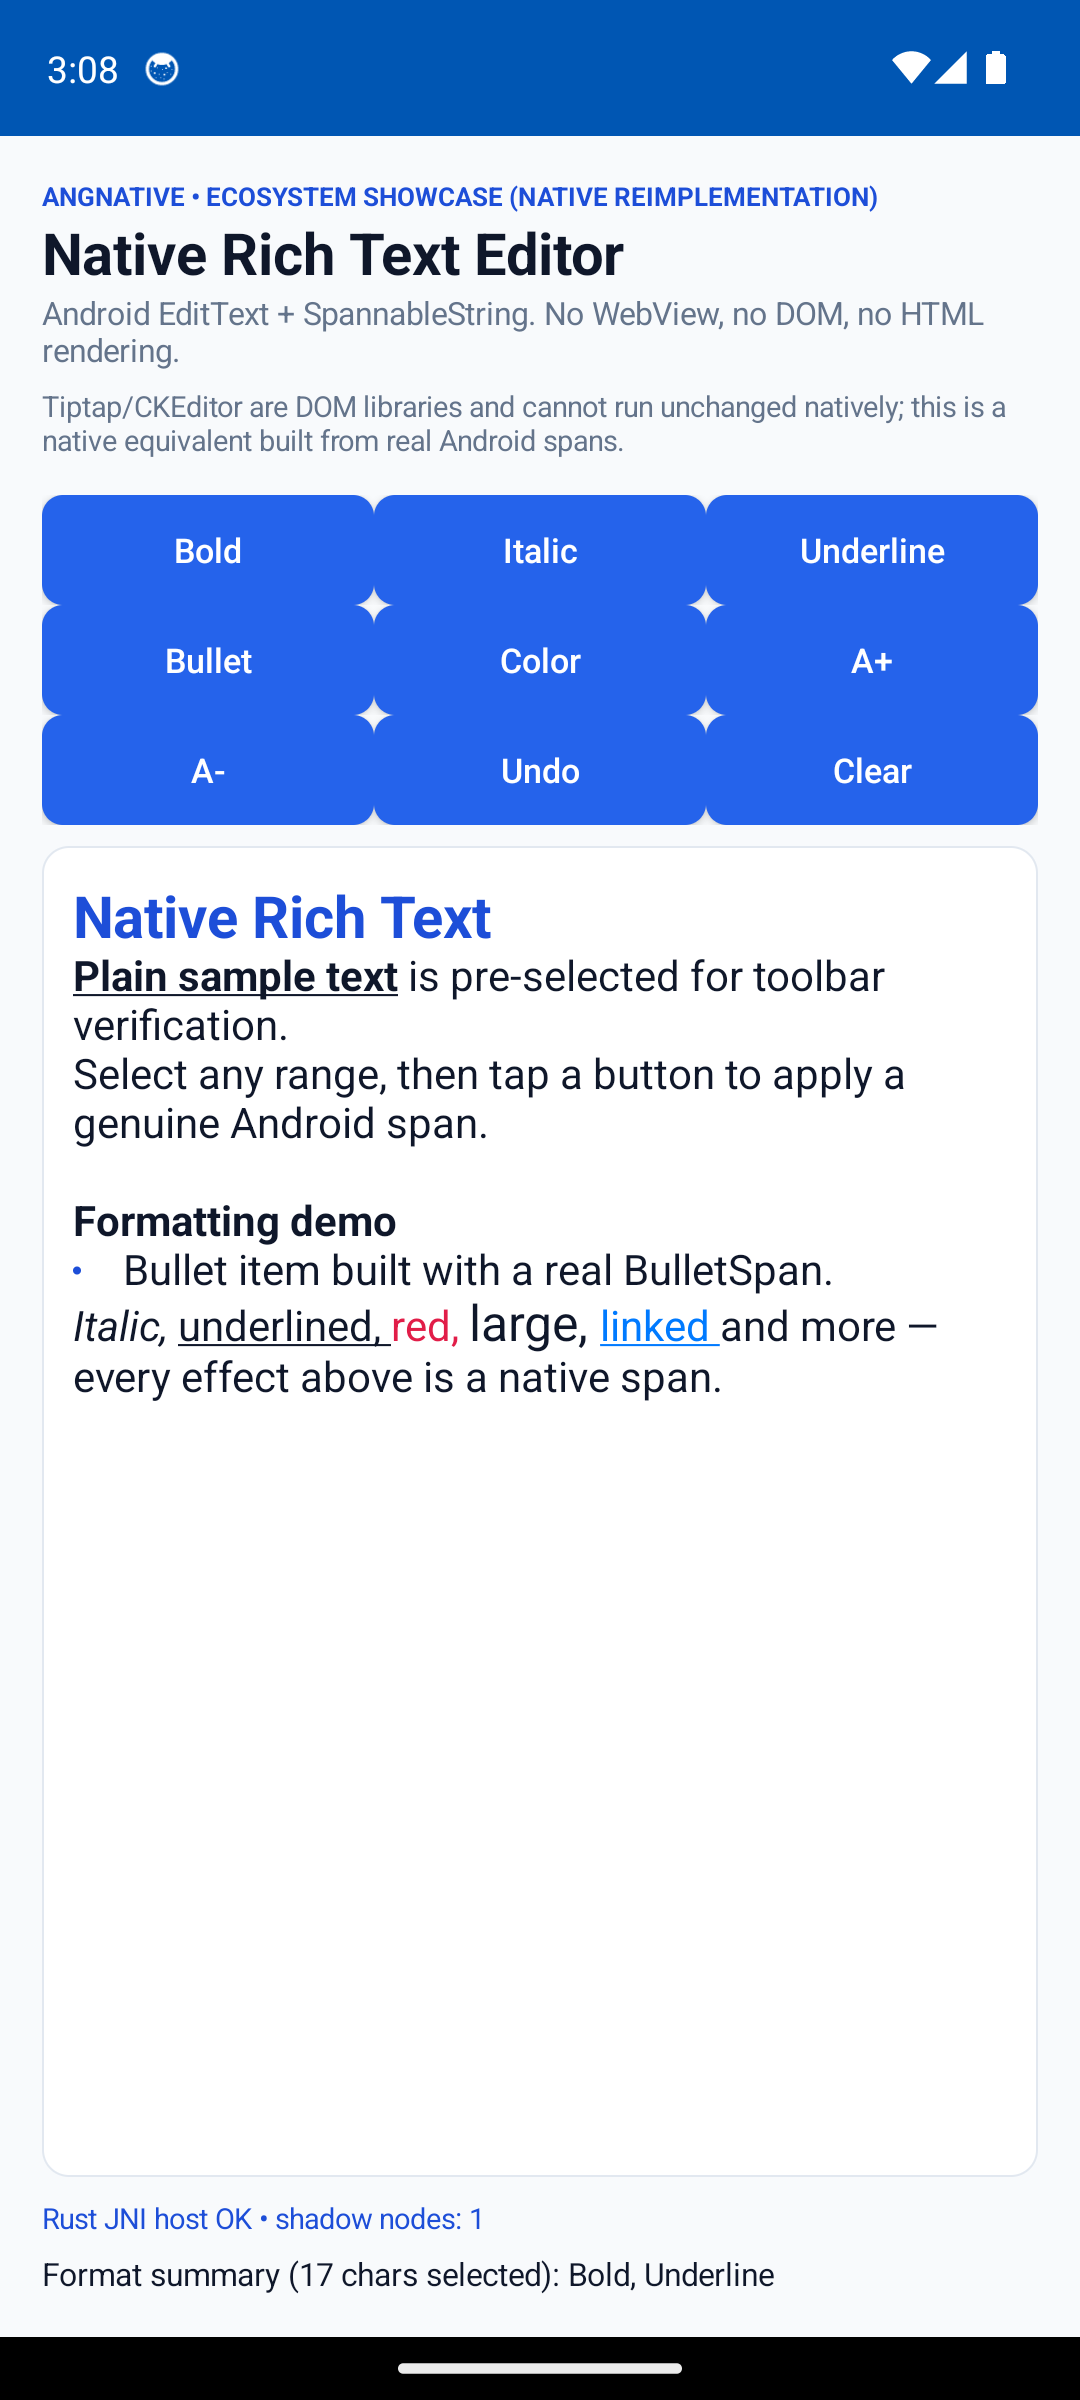 3:08
ANGNATIVE • ECOSYSTEM SHOWCASE (NATIVE REIMPLEMENTATION)
Native Rich Text Editor
Android EditText + SpannableString. No WebView, no DOM, no HTML
rendering.
Tiptap/CKEditor are DOM libraries and cannot run unchanged natively; this is a
native equivalent built from real Android spans.
Bold Italic Underline
Bullet Color A+
A- Undo Clear
Native Rich Text
Plain sample text is pre-selected for toolbar
verification.
Select any range, then tap a button to apply a
genuine Android span.
Formatting demo
• Bullet item built with a real BulletSpan.
Italic, underlined, red, large, linked and more —
every effect above is a native span.
Rust JNI host OK • shadow nodes: 1
Format summary (17 chars selected): Bold, Underline